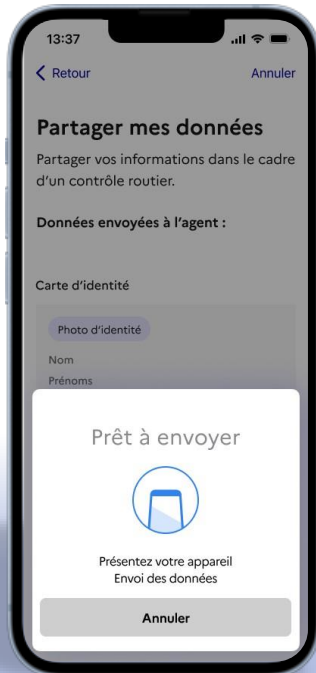 13:37
Retour Annuler
Partager mes données
Partager vos informations dans le cadre
d'un contrôle routier.
Données envoyées à l'agent :
Carte d'identité
Photo d'identité
Nom
Prénoms
Prêt à envoyer
Présentez votre appareil
Envoi des données
Annuler